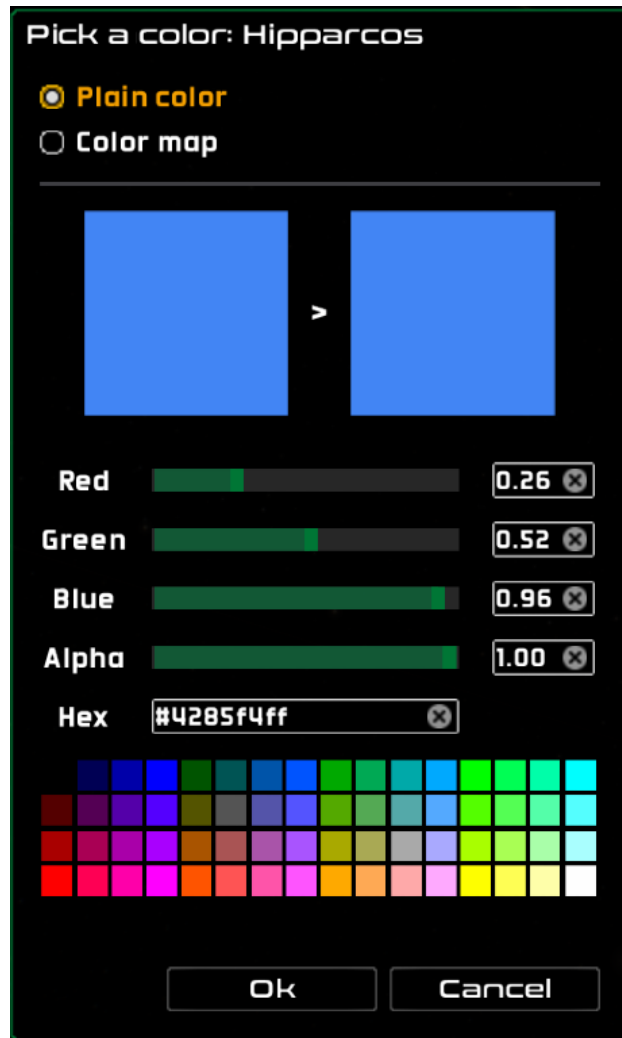 Pick a color: Hipparcos
Plain color
Color map
>
Red 0.26
Green 0.52
Blue 0.96
Alpha 1.00
Hex #4285f4ff
Ok Cancel